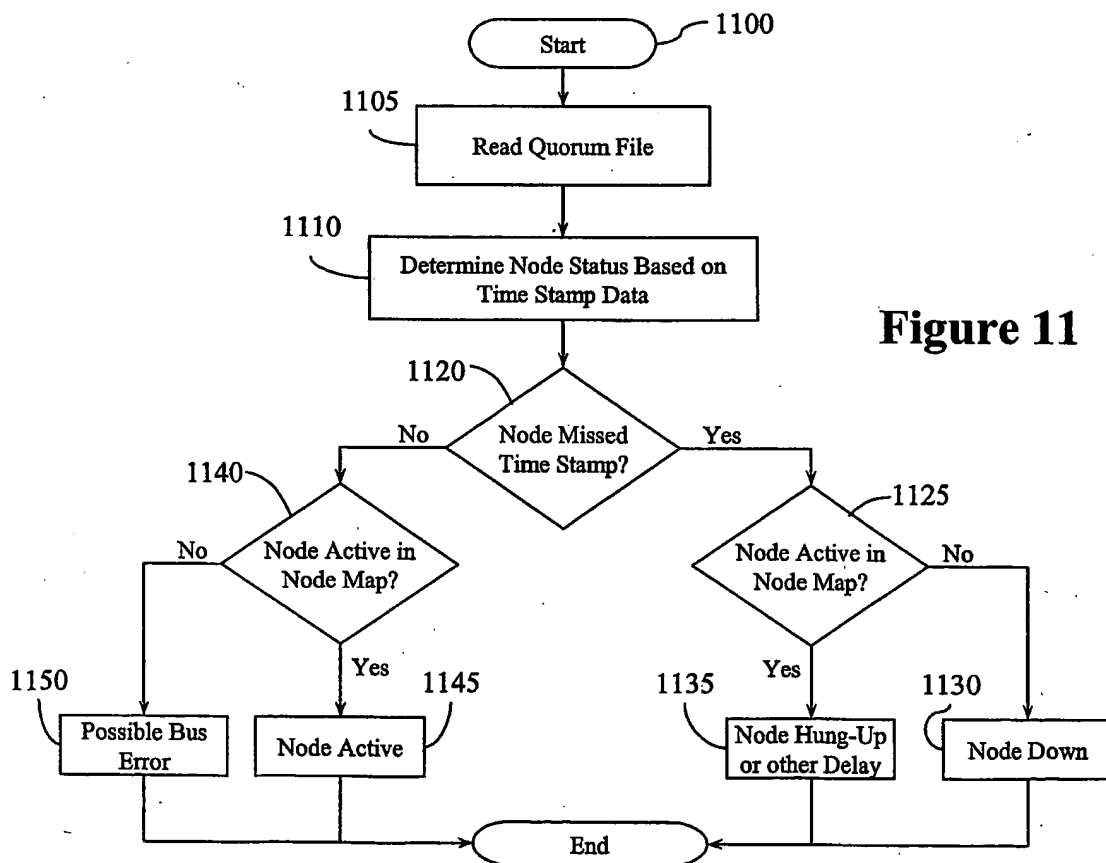 1100
Start
1105
Read Quorum File
1110
Determine Node Status Based on
Time Stamp Data
Figure 11
1120
No
Node Missed
Time Stamp?
Yes
1140
1125
No
Node Active in
Node Map?
Node Active in
Node Map?
No
Yes
Yes
1150
1145
1135
1130
Possible Bus
Error
Node Active
Node Hung-Up
or other Delay
Node Down
End